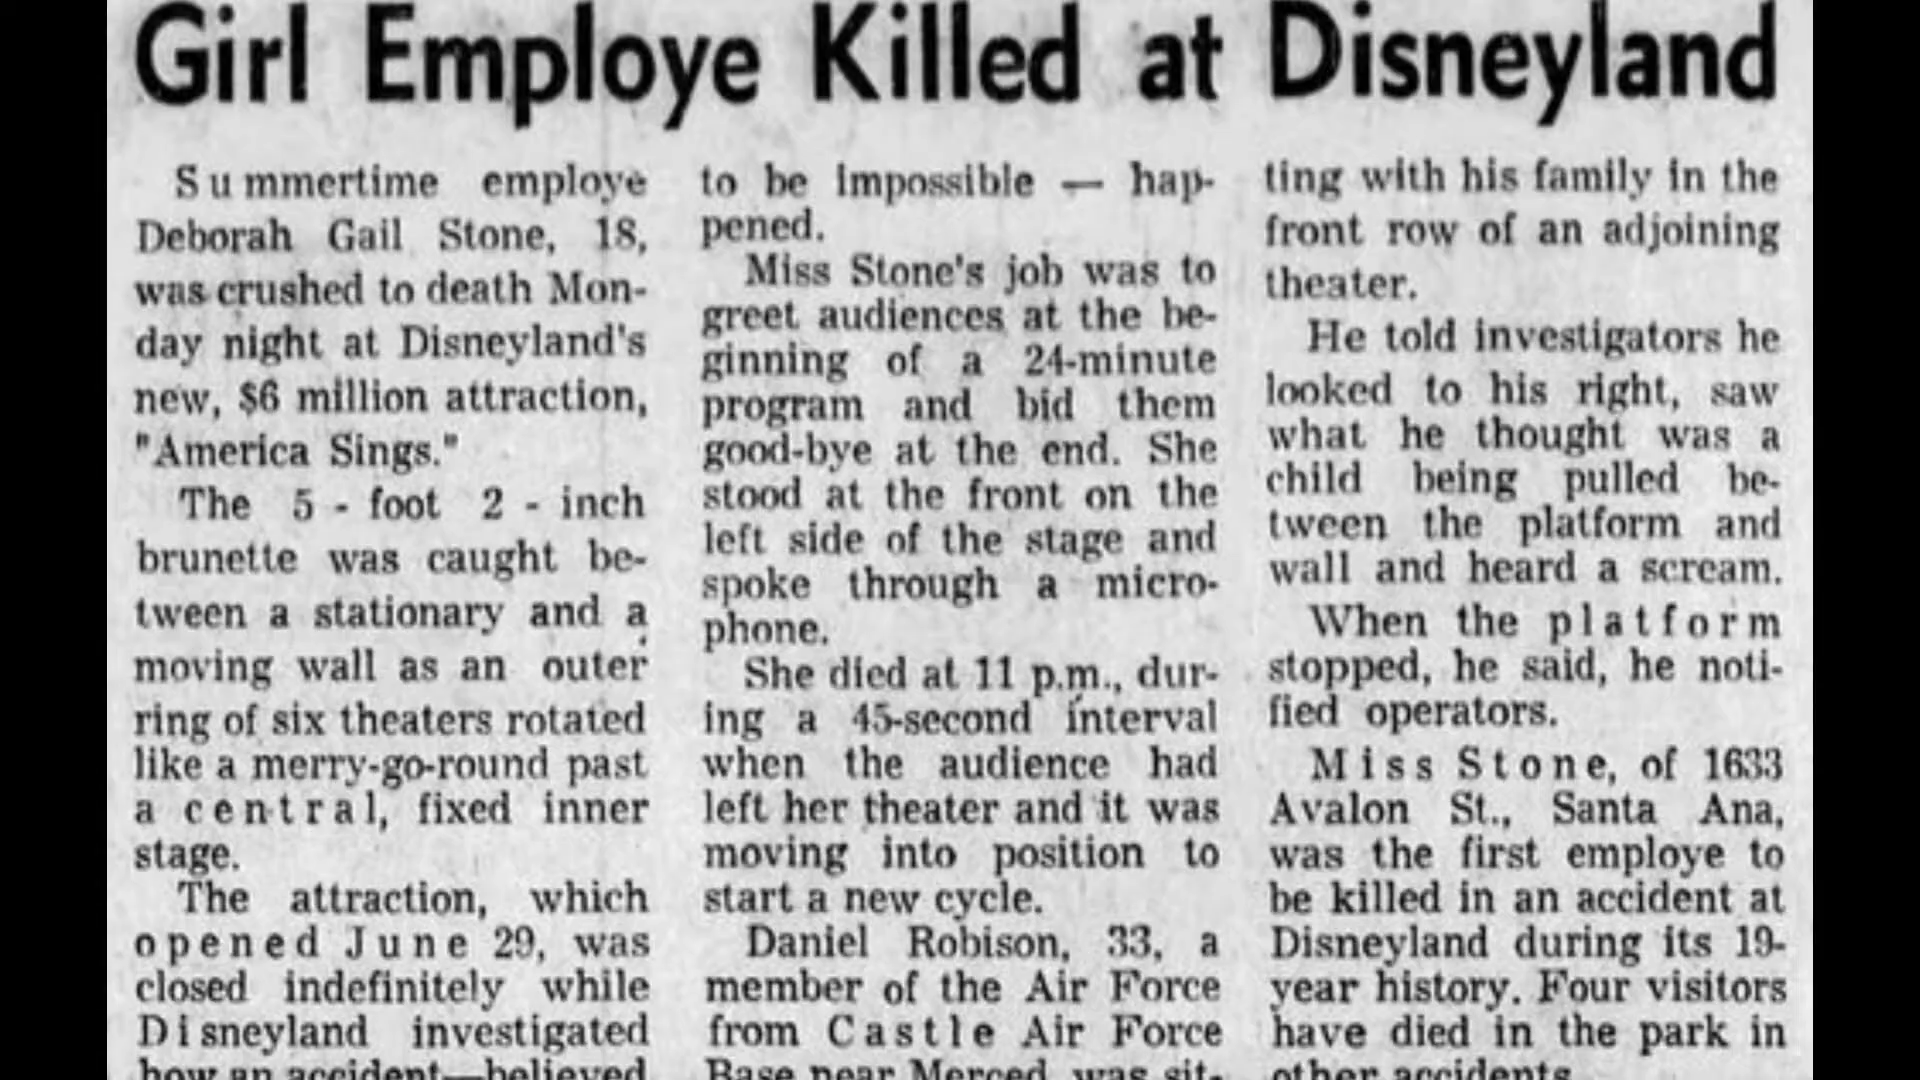 Girl Employe Killed at Disneyland
Summertime employe
Deborah Gail Stone, 18,
was crushed to death Mon-
day night at Disneyland's
new, $6 million attraction,
"America Sings."
The 5 - foot 2 - inch
brunette was caught be-
tween a stationary and a
moving wall as an outer
ring of six theaters rotated
like a merry-go-round past
a central, fixed inner
stage.
The attraction, which
opened June 29, was
closed indefinitely while
Disneyland investigated
how an accident—believed
to be impossible — hap-
pened.
Miss Stone's job was to
greet audiences at the be-
ginning of a 24-minute
program and bid them
good-bye at the end. She
stood at the front on the
left side of the stage and
spoke through a micro-
phone.
She died at 11 p.m., dur-
ing a 45-second interval
when the audience had
left her theater and it was
moving into position to
start a new cycle.
Daniel Robison, 33, a
member of the Air Force
from Castle Air Force
Base near Merced, was sit-
ting with his family in the
front row of an adjoining
theater.
He told investigators he
looked to his right, saw
what he thought was a
child being pulled be-
tween the platform and
wall and heard a scream.
When the platform
stopped, he said, he noti-
fied operators.
Miss Stone, of 1633
Avalon St., Santa Ana,
was the first employe to
be killed in an accident at
Disneyland during its 19-
year history. Four visitors
have died in the park in
other accidents.